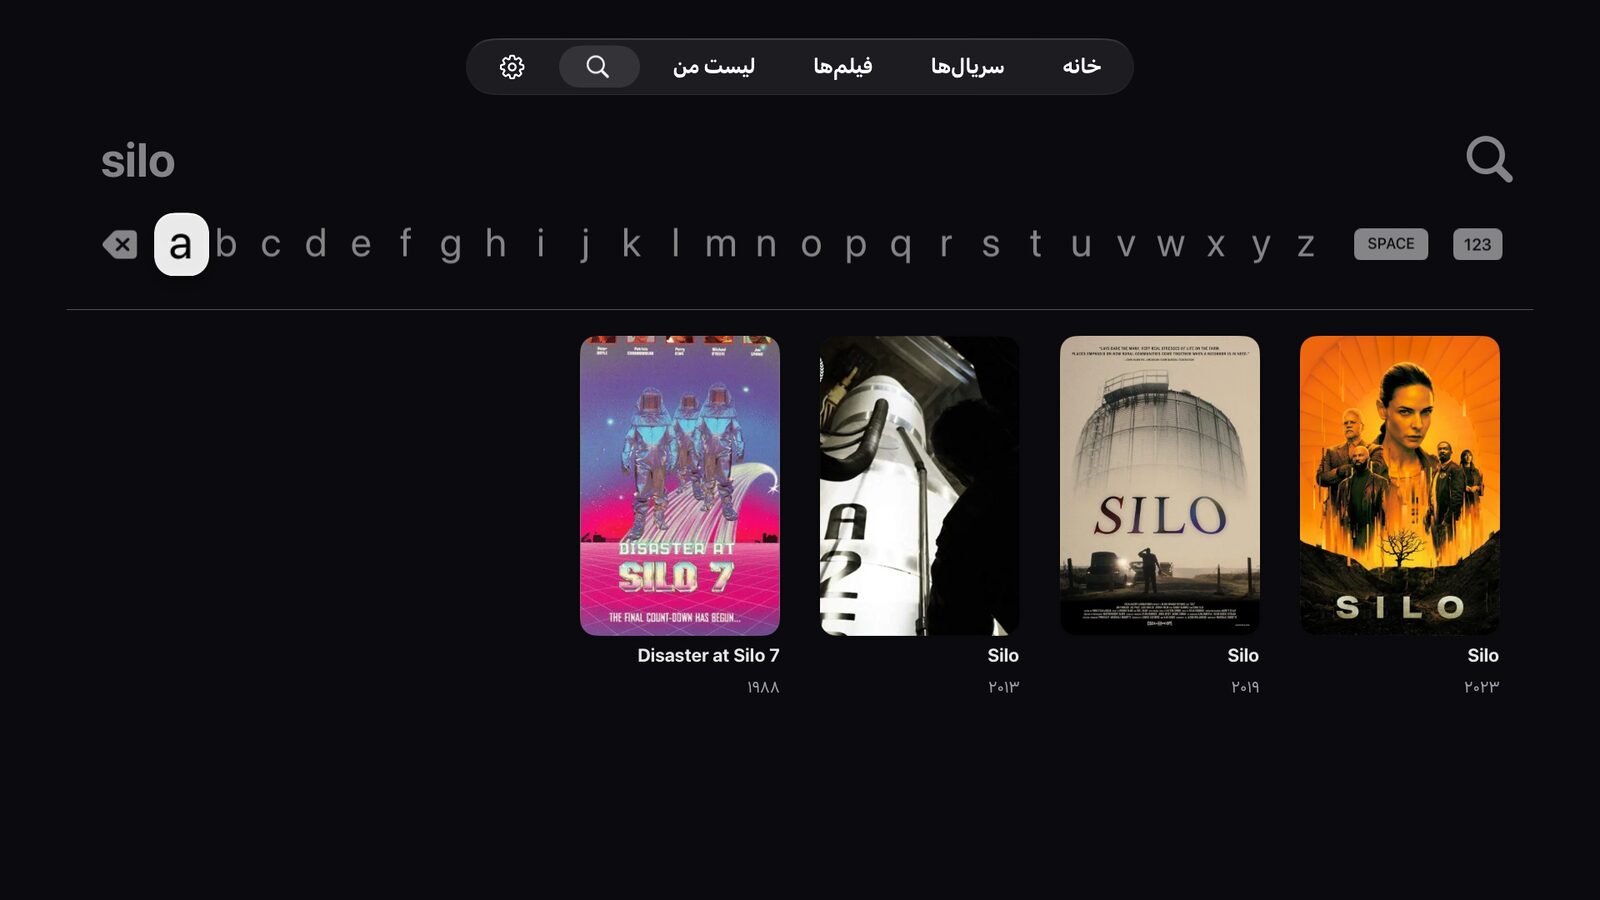 خانه
سریال‌ها
فیلم‌ها
لیست من
silo
a b c d e f g h i j k l m n o p q r s t u v w x y z SPACE 123
SILO
SILO
DISASTER AT
SILO 7
THE FINAL COUNT-DOWN HAS BEGUN...
Silo
۲۰۲۳
Silo
۲۰۱۹
Silo
۲۰۱۳
Disaster at Silo 7
۱۹۸۸